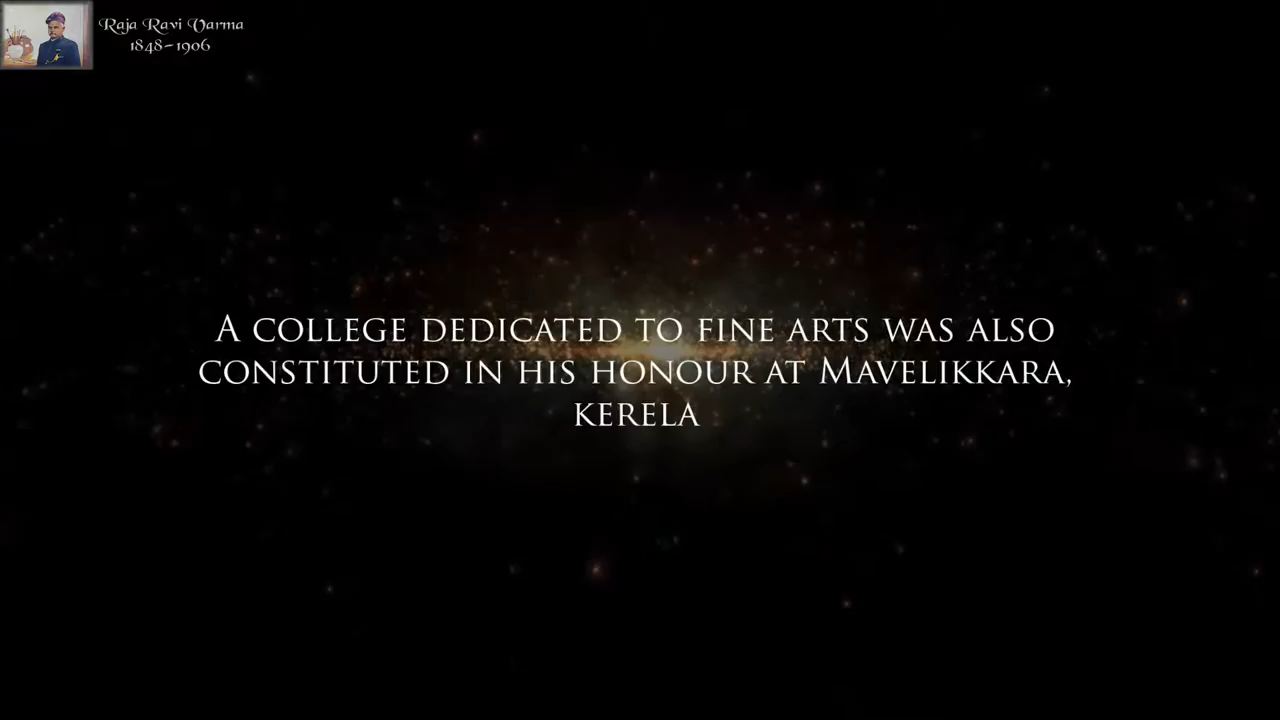 Raja Ravi Varma
1848-1906
A COLLEGE DEDICATED TO FINE ARTS WAS ALSO
CONSTITUTED IN HIS HONOUR AT MAVELIKKARA,
KERELA